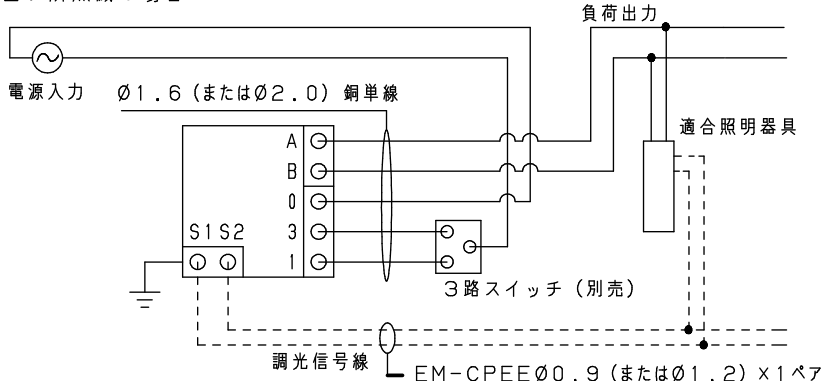 負荷出力
電源入力
Ø1.6（またはØ2.0）銅単線
適合照明器具
A
B
0
3
1
S1 S2
3路スイッチ（別売）
調光信号線
EM-CPEEØ0.9（またはØ1.2）×1ペア